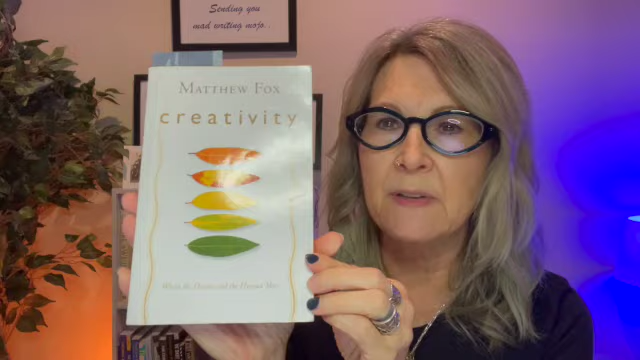 Sending you
mad writing mojo..
MATTHEW FOX
creativity
Where the Divine and the Human Meet